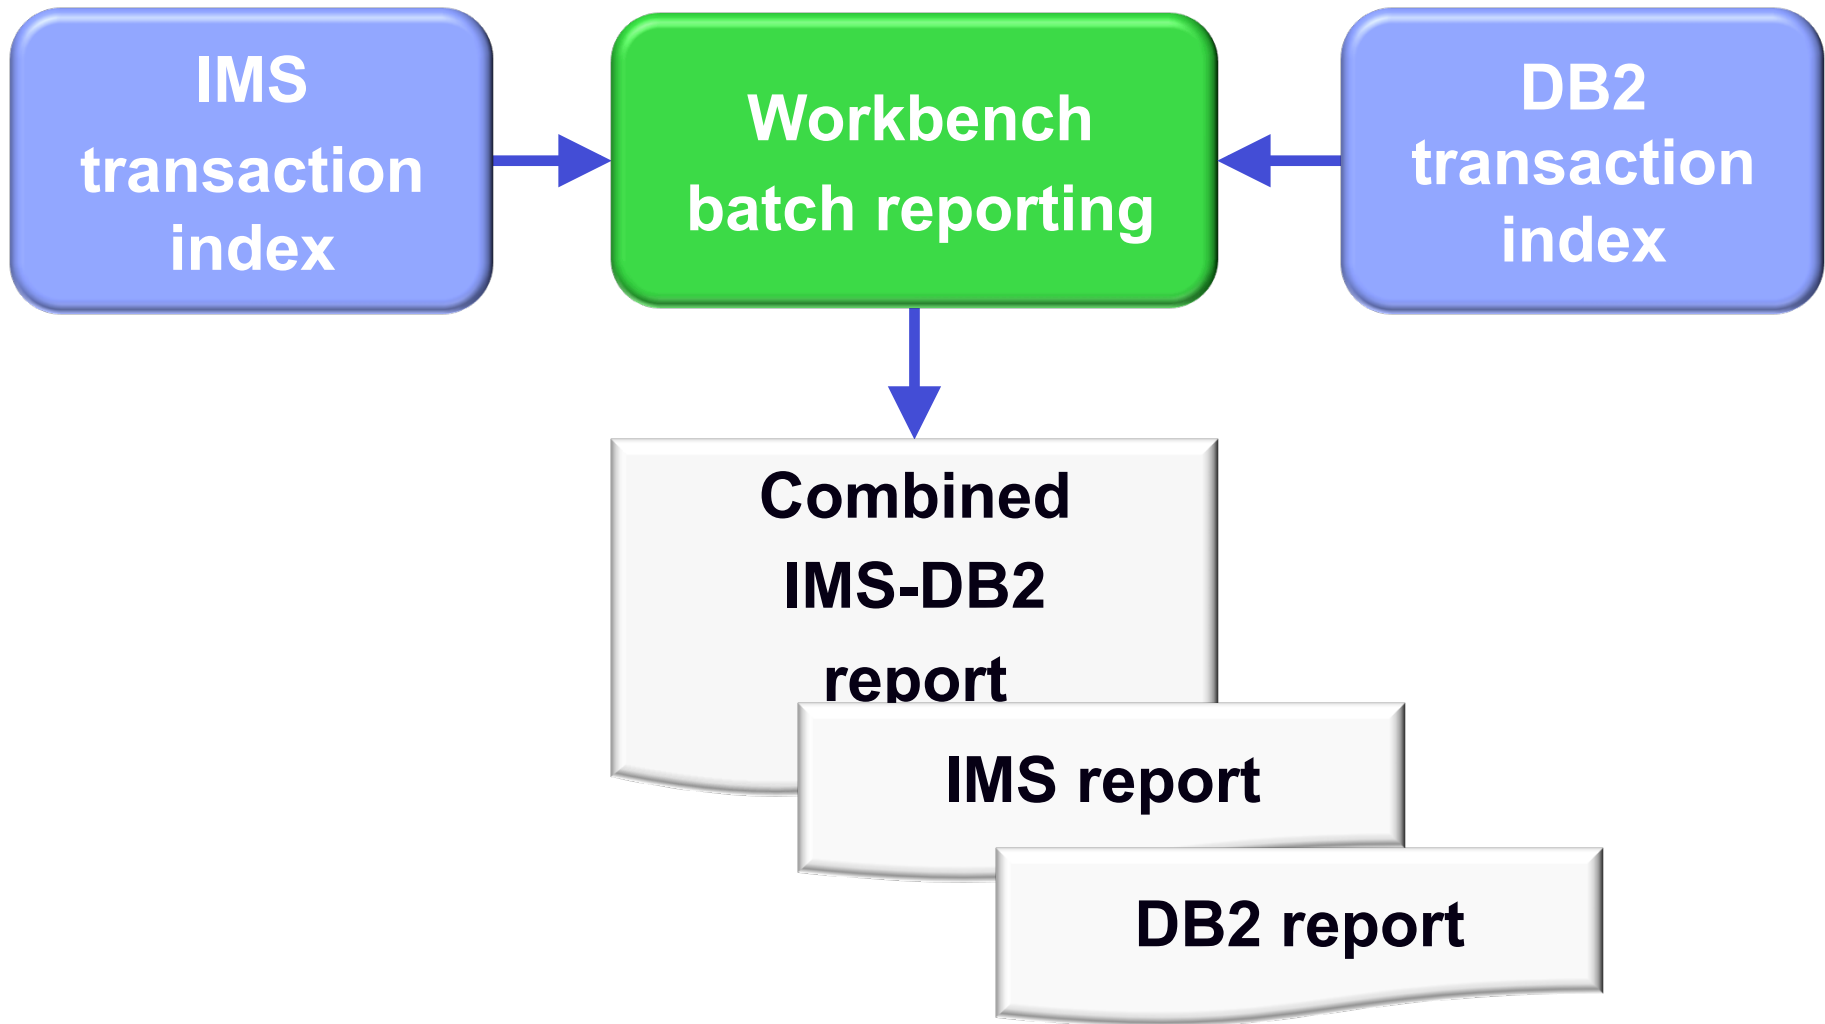 IMS
transaction
index
Workbench
batch reporting
DB2
transaction
index
Combined
IMS-DB2
report
IMS report
DB2 report